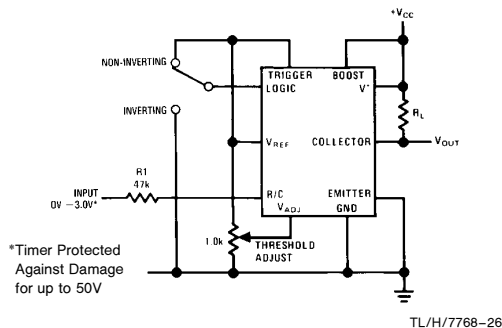 +VCC
NON-INVERTING
TRIGGER
BOOST
LOGIC
V+
INVERTING
RL
VREF
COLLECTOR
VOUT
R1
47k
INPUT
0V –3.0V*
R/C
EMITTER
VADJ
GND
1.0k
THRESHOLD
ADJUST
*Timer Protected
Against Damage
for up to 50V
TL/H/7768–26